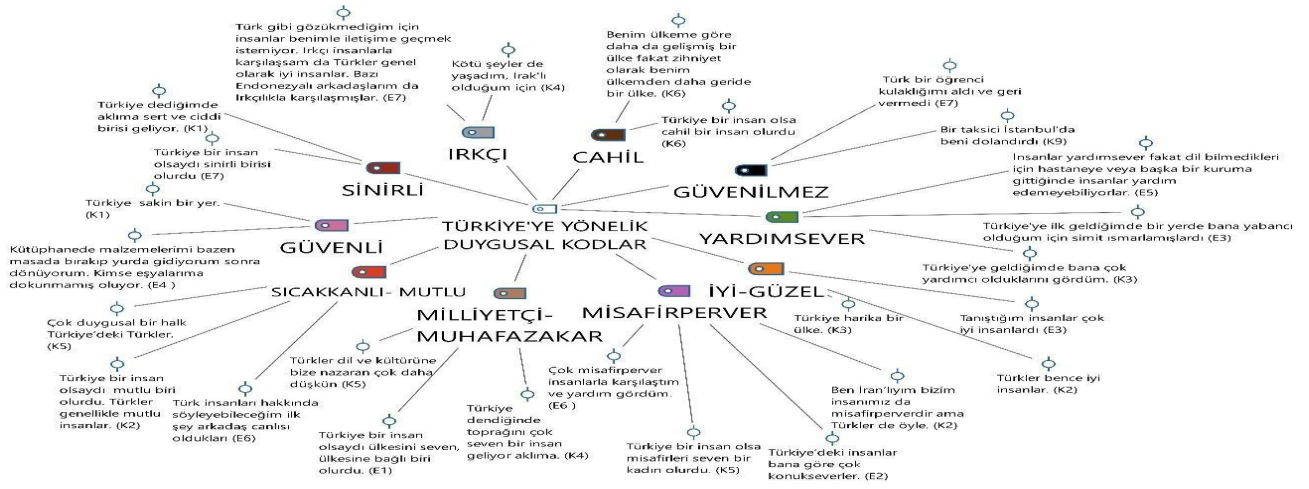 Türk gibi gözükmediğim için
insanlar benimle iletişime geçmek
istemiyor. Irkçı insanlarla
karşılaşsam da Türkler genel
olarak iyi insanlar. Bazı
Endonezyalı arkadaşlarım da
Irkçılıkla karşılaşmışlar. (E7)
Kötü şeyler de
yaşadım, Irak'lı
olduğum için (K4)
Benim ülkeme göre
daha da gelişmiş bir
ülke fakat zihniyet
olarak benim
ülkemden daha geride
bir ülke. (K6)
Türkiye bir insan olsa
cahil bir insan olurdu
(K6)
Türk bir öğrenci
kulaklığımı aldı ve geri
vermedi (E7)
Bir taksici İstanbul'da
beni dolandırdı (K9)
Türkiye dediğimde
aklıma sert ve ciddi
birisi geliyor. (K1)
Türkiye bir insan
olsaydı sinirli birisi
olurdu (E7)
IRKÇI
CAHİL
SİNİRLİ
GÜVENİLMEZ
İnsanlar yardımsever fakat dil bilmedikleri
için hastaneye veya başka bir kuruma
gittiğinde insanlar yardım
edemeyebiliyorlar. (E5)
Türkiye sakin bir yer.
(K1)
GÜVENLİ
TÜRKİYE'YE YÖNELİK
DUYGUSAL KODLAR
YARDIMSEVER
Türkiye'ye ilk geldiğimde bir yerde bana yabancı
olduğum için simit ısmarlamışlardı (E3)
Türkiye'ye geldiğimde bana çok
yardımcı olduklarını gördüm. (K3)
Kütüphanede malzemelerimi bazen
masada bırakıp yurda gidiyorum sonra
dönüyorum. Kimse eşyalarıma
dokunmamış oluyor. (E4 )
SICAKKANLI- MUTLU
MİLLİYETÇİ-
MUHAFAZAKAR
MİSAFİRPERVER
İYİ-GÜZEL
Türkiye harika bir
ülke. (K3)
Tanıştığım insanlar çok
iyi insanlardı (E3)
Türkler bence iyi
insanlar. (K2)
Çok duygusal bir halk
Türkiye'deki Türkler.
(K5)
Türkiye bir insan
olsaydı mutlu biri
olurdu. Türkler
genellikle mutlu
insanlar. (K2)
Türk insanları hakkında
söyleyebileceğim ilk
şey arkadaş canlısı
oldukları (E6)
Türkler dil ve kültürüne
bize nazaran çok daha
düşkün (K5)
Türkiye bir insan
olsaydı ülkesini seven,
ülkesine bağlı biri
olurdu. (E1)
Türkiye
dendiğinde
toprağını çok
seven bir insan
geliyor aklıma. (K4)
Çok misafirperver
insanlarla karşılaştım
ve yardım gördüm.
(E6 )
Türkiye bir insan olsa
misafirleri seven bir
kadın olurdu. (K5)
Türkiye'deki insanlar
bana göre çok
konukseverler. (E2)
Ben İran'lıyım bizim
insanımız da
misafirperverdir ama
Türkler de öyle. (K2)